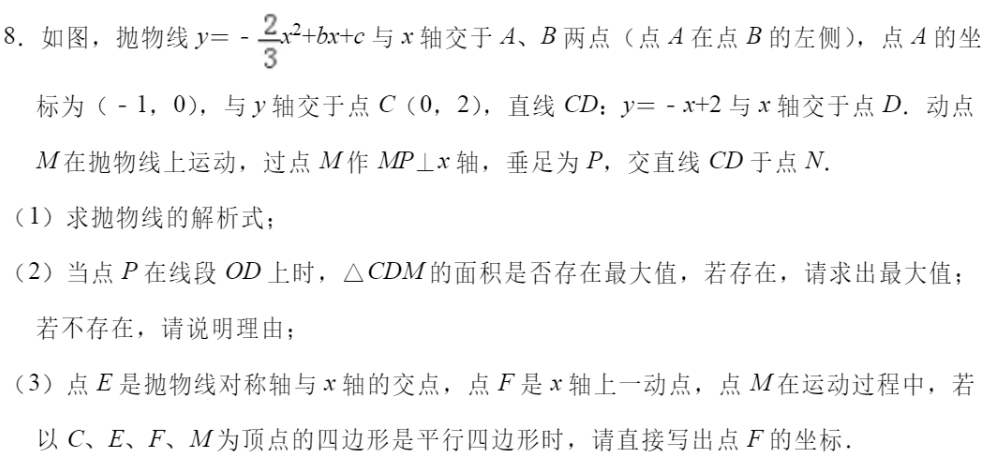 8．如图，抛物线 y＝﹣2/3x²+bx+c 与 x 轴交于 A、B 两点（点 A 在点 B 的左侧），点 A 的坐
标为（﹣1，0），与 y 轴交于点 C（0，2），直线 CD：y＝﹣x+2 与 x 轴交于点 D．动点
M 在抛物线上运动，过点 M 作 MP⊥x 轴，垂足为 P，交直线 CD 于点 N．
（1）求抛物线的解析式；
（2）当点 P 在线段 OD 上时，△CDM 的面积是否存在最大值，若存在，请求出最大值；
若不存在，请说明理由；
（3）点 E 是抛物线对称轴与 x 轴的交点，点 F 是 x 轴上一动点，点 M 在运动过程中，若
以 C、E、F、M 为顶点的四边形是平行四边形时，请直接写出点 F 的坐标．